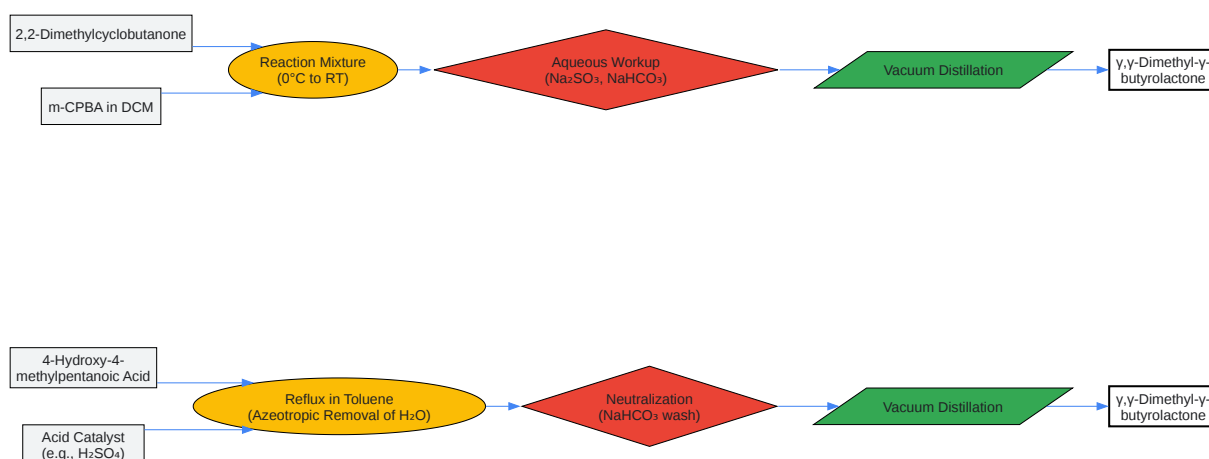 2,2-Dimethylcyclobutanone
m-CPBA in DCM
Reaction Mixture
(0°C to RT)
Aqueous Workup
(Na₂SO₃, NaHCO₃)
Vacuum Distillation
γ,γ-Dimethyl-γ-
butyrolactone
4-Hydroxy-4-
methylpentanoic Acid
Acid Catalyst
(e.g., H₂SO₄)
Reflux in Toluene
(Azeotropic Removal of H₂O)
Neutralization
(NaHCO₃ wash)
Vacuum Distillation
γ,γ-Dimethyl-γ-
butyrolactone